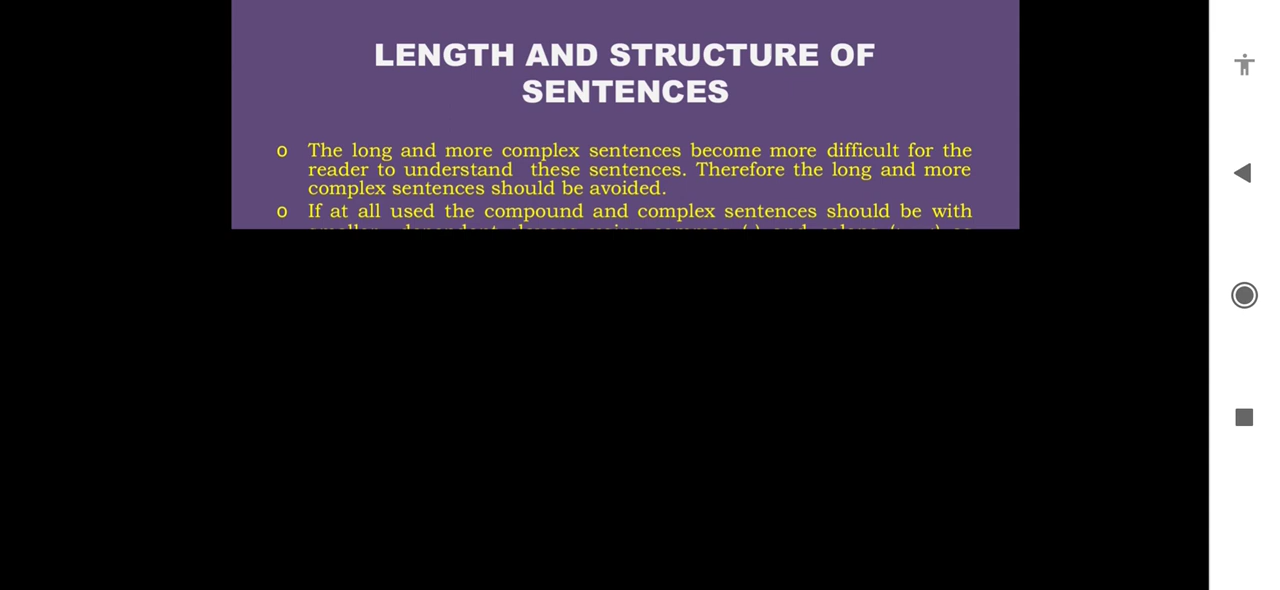 LENGTH AND STRUCTURE OF
SENTENCES
o The long and more complex sentences become more difficult for the
reader to understand these sentences. Therefore the long and more
complex sentences should be avoided.
o If at all used the compound and complex sentences should be with